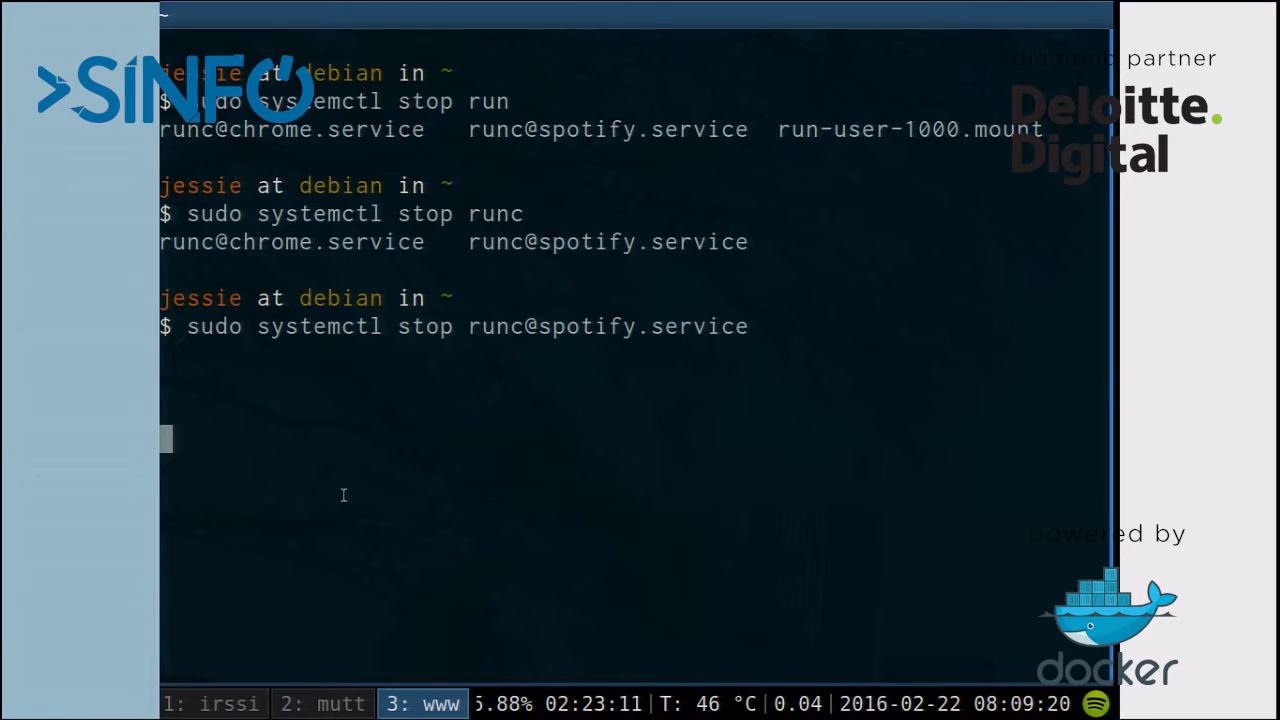 ~
>SINFO
jessie at debian in ~
$ sudo systemctl stop run
runc@chrome.service runc@spotify.service run-user-1000.mount
jessie at debian in ~
$ sudo systemctl stop runc
runc@chrome.service runc@spotify.service
jessie at debian in ~
$ sudo systemctl stop runc@spotify.service
diamond partner
Deloitte.
Digital
powered by
docker
1: irssi 2: mutt 3: www 5.88% 02:23:11|T: 46 °C|0.04|2016-02-22 08:09:20